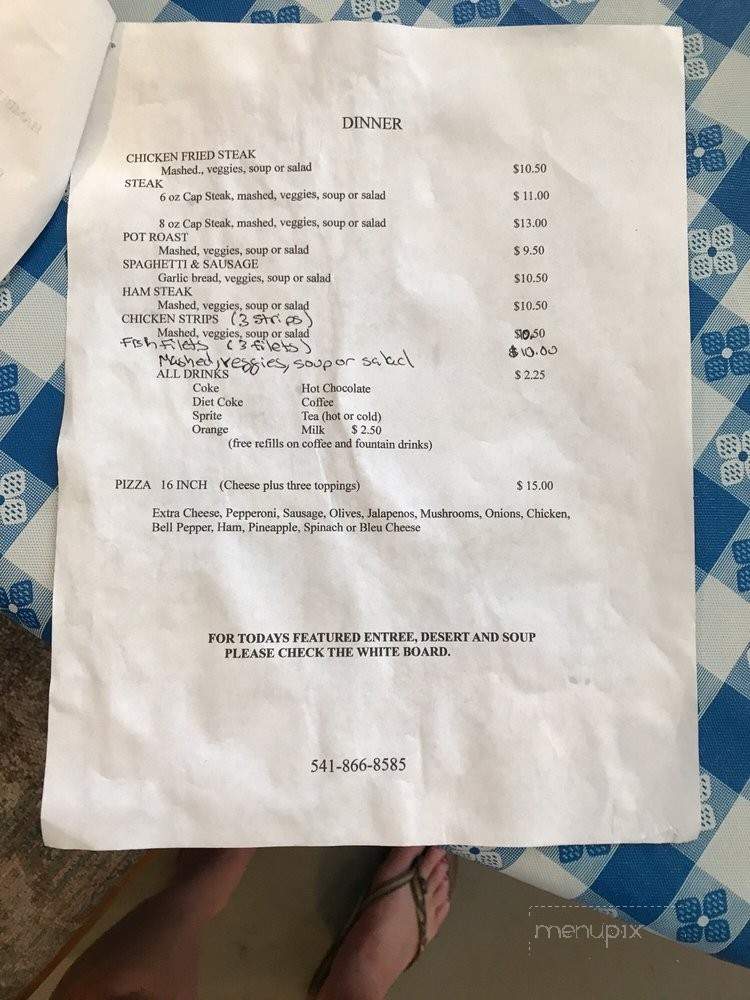 DINNER
CHICKEN FRIED STEAK
Mashed., veggies, soup or salad $10.50
STEAK
6 oz Cap Steak, mashed, veggies, soup or salad $ 11.00
8 oz Cap Steak, mashed, veggies, soup or salad $13.00
POT ROAST
Mashed, veggies, soup or salad $ 9.50
SPAGHETTI & SAUSAGE
Garlic bread, veggies, soup or salad $10.50
HAM STEAK
Mashed, veggies, soup or salad $10.50
CHICKEN STRIPS (3 strips)
Mashed, veggies, soup or salad $10.50
Fish filets (3 filets) $10.00
Mashed, veggies, soup or salad
ALL DRINKS $ 2.25
Coke Hot Chocolate
Diet Coke Coffee
Sprite Tea (hot or cold)
Orange Milk $ 2.50
(free refills on coffee and fountain drinks)
PIZZA 16 INCH (Cheese plus three toppings) $ 15.00
Extra Cheese, Pepperoni, Sausage, Olives, Jalapenos, Mushrooms, Onions, Chicken,
Bell Pepper, Ham, Pineapple, Spinach or Bleu Cheese
FOR TODAYS FEATURED ENTREE, DESERT AND SOUP
PLEASE CHECK THE WHITE BOARD.
541-866-8585
menupix